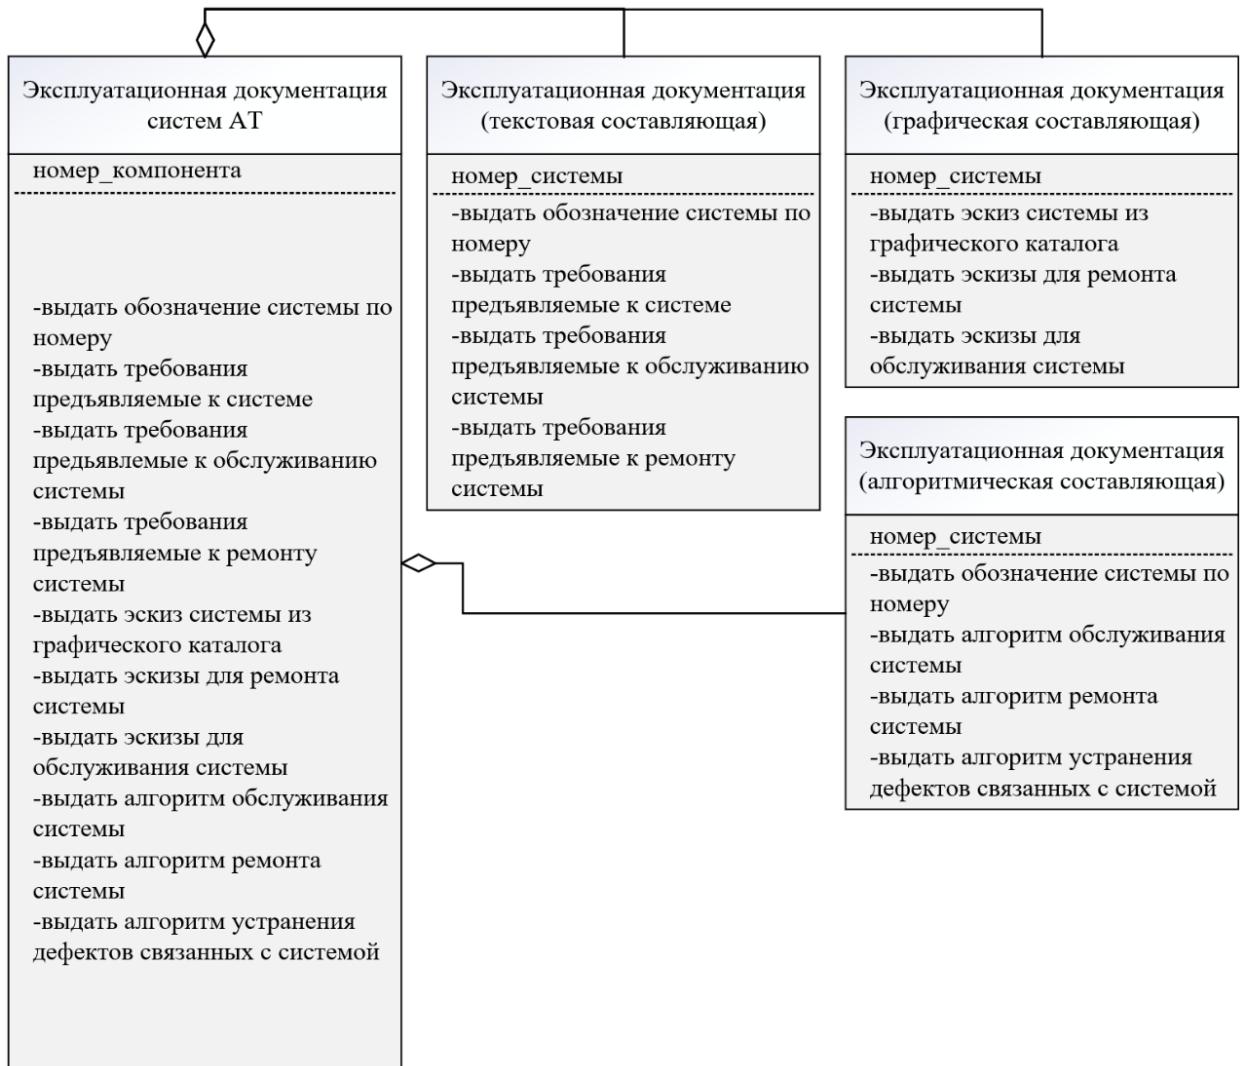 Эксплуатационная документация
систем АТ
номер_компонента
-выдать обозначение системы по
номеру
-выдать требования
предъявляемые к системе
-выдать требования
предьявлемые к обслуживанию
системы
-выдать требования
предъявляемые к ремонту
системы
-выдать эскиз системы из
графического каталога
-выдать эскизы для ремонта
системы
-выдать эскизы для
обслуживания системы
-выдать алгоритм обслуживания
системы
-выдать алгоритм ремонта
системы
-выдать алгоритм устранения
дефектов связанных с системой
Эксплуатационная документация
(текстовая составляющая)
номер_системы
-выдать обозначение системы по
номеру
-выдать требования
предъявляемые к системе
-выдать требования
предъявляемые к обслуживанию
системы
-выдать требования
предъявляемые к ремонту
системы
Эксплуатационная документация
(графическая составляющая)
номер_системы
-выдать эскиз системы из
графического каталога
-выдать эскизы для ремонта
системы
-выдать эскизы для
обслуживания системы
Эксплуатационная документация
(алгоритмическая составляющая)
номер_системы
-выдать обозначение системы по
номеру
-выдать алгоритм обслуживания
системы
-выдать алгоритм ремонта
системы
-выдать алгоритм устранения
дефектов связанных с системой